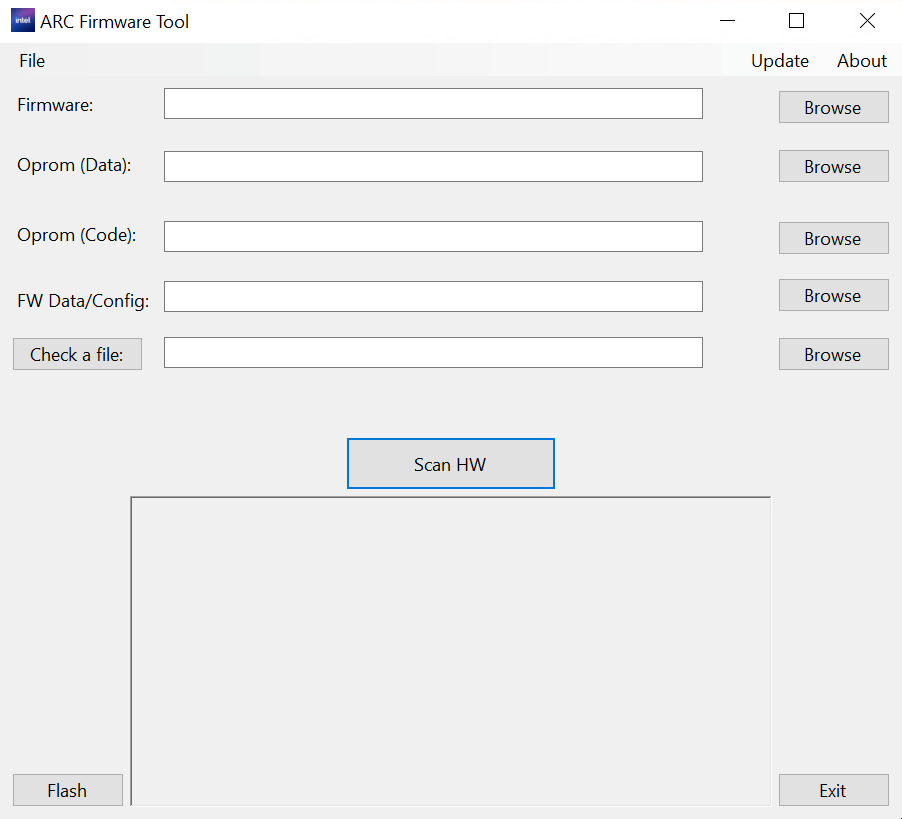 intel ARC Firmware Tool
File Update About
Firmware: Browse
Oprom (Data): Browse
Oprom (Code): Browse
FW Data/Config: Browse
Check a file: Browse
Scan HW
Flash Exit